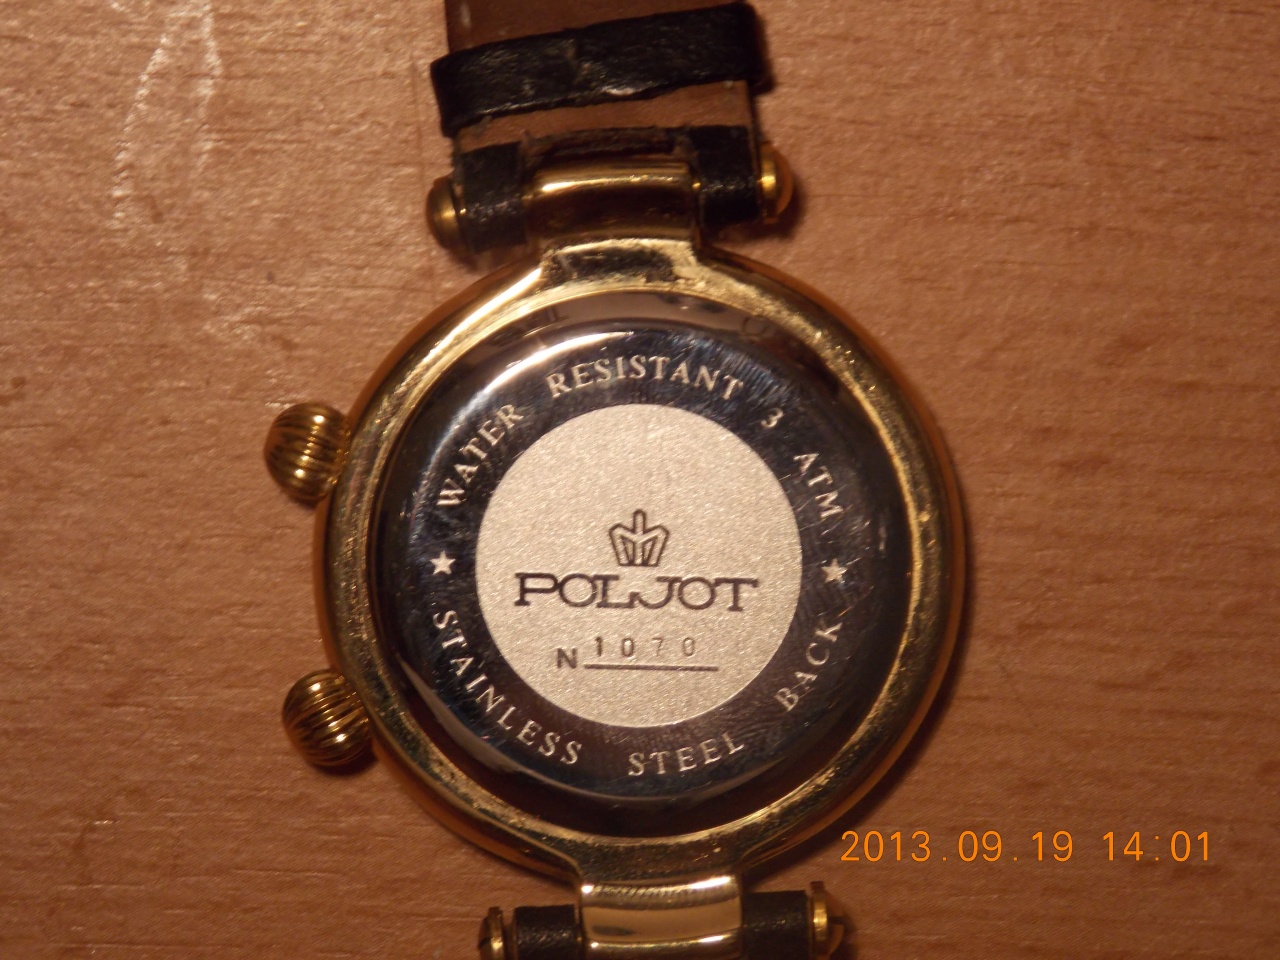 WATER RESISTANT 3 ATM
POLJOT
N 1070
★ STAINLESS STEEL BACK ★
2013.09.19 14:01